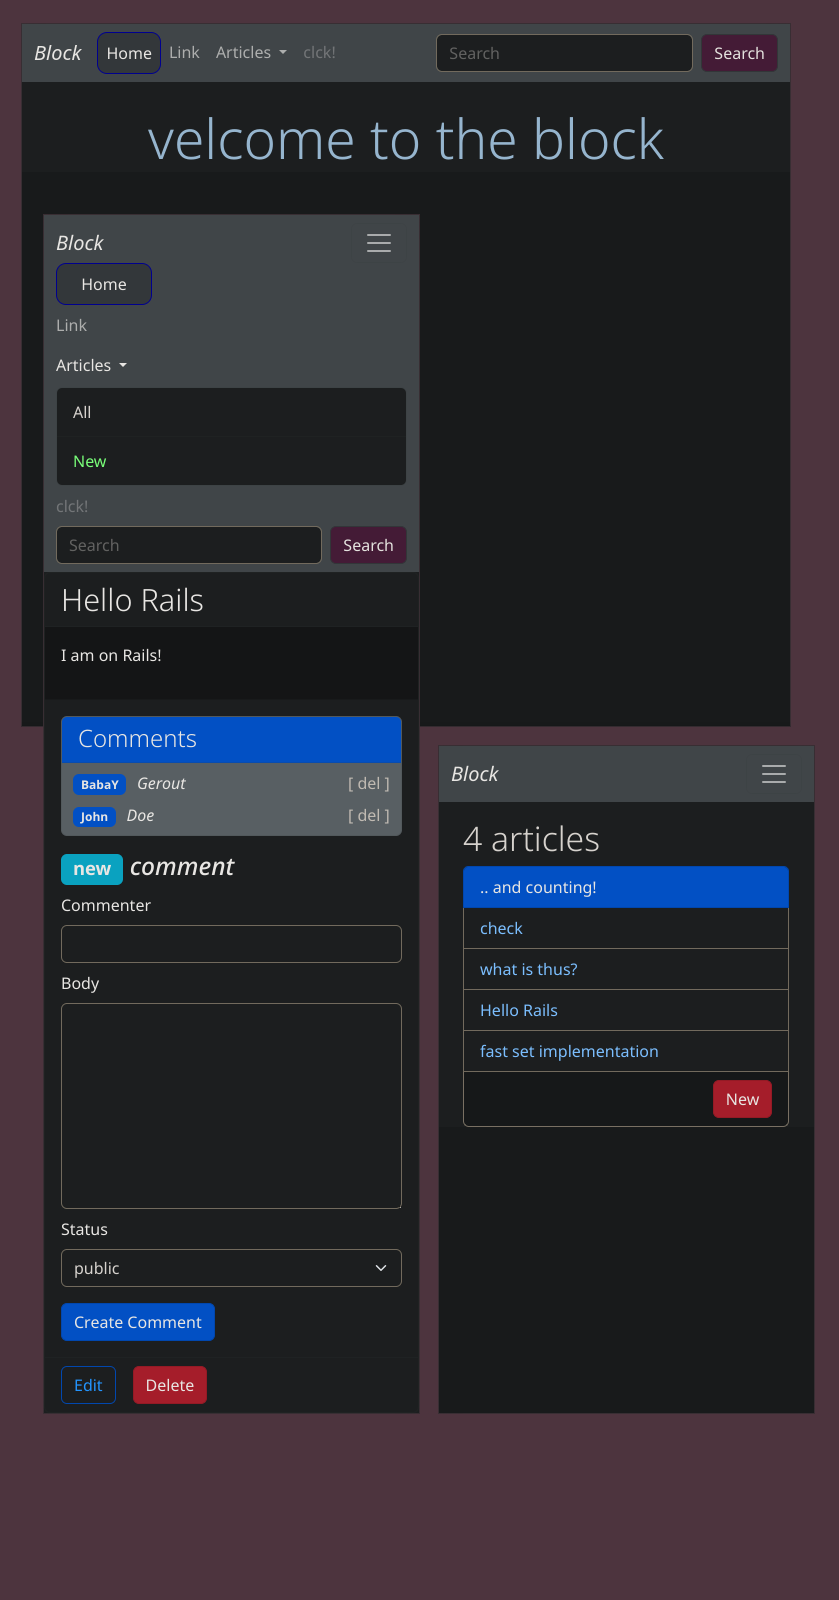 Block Home Link Articles clck! Search Search
velcome to the block
Block
Home
Link
Articles
All
New
clck!
Search Search
Hello Rails
I am on Rails!
Comments
BabaY Gerout [ del ]
John Doe [ del ]
new comment
Commenter
Body
Status
public
Create Comment
Edit Delete
Block
4 articles
.. and counting!
check
what is thus?
Hello Rails
fast set implementation
New